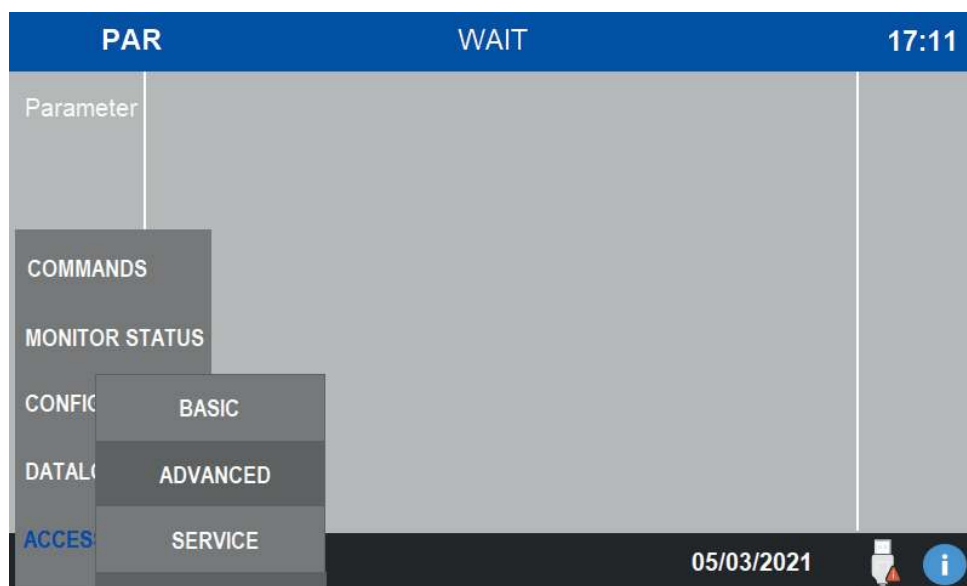 PAR WAIT 17:11
Parameter
COMMANDS
MONITOR STATUS
BASIC
ADVANCED
SERVICE
05/03/2021
i